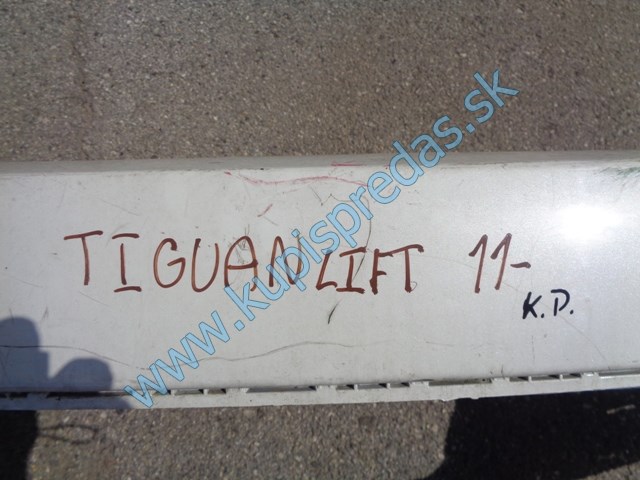 TIGUAN LIFT 11-
K.D.
www.kupispredas.sk